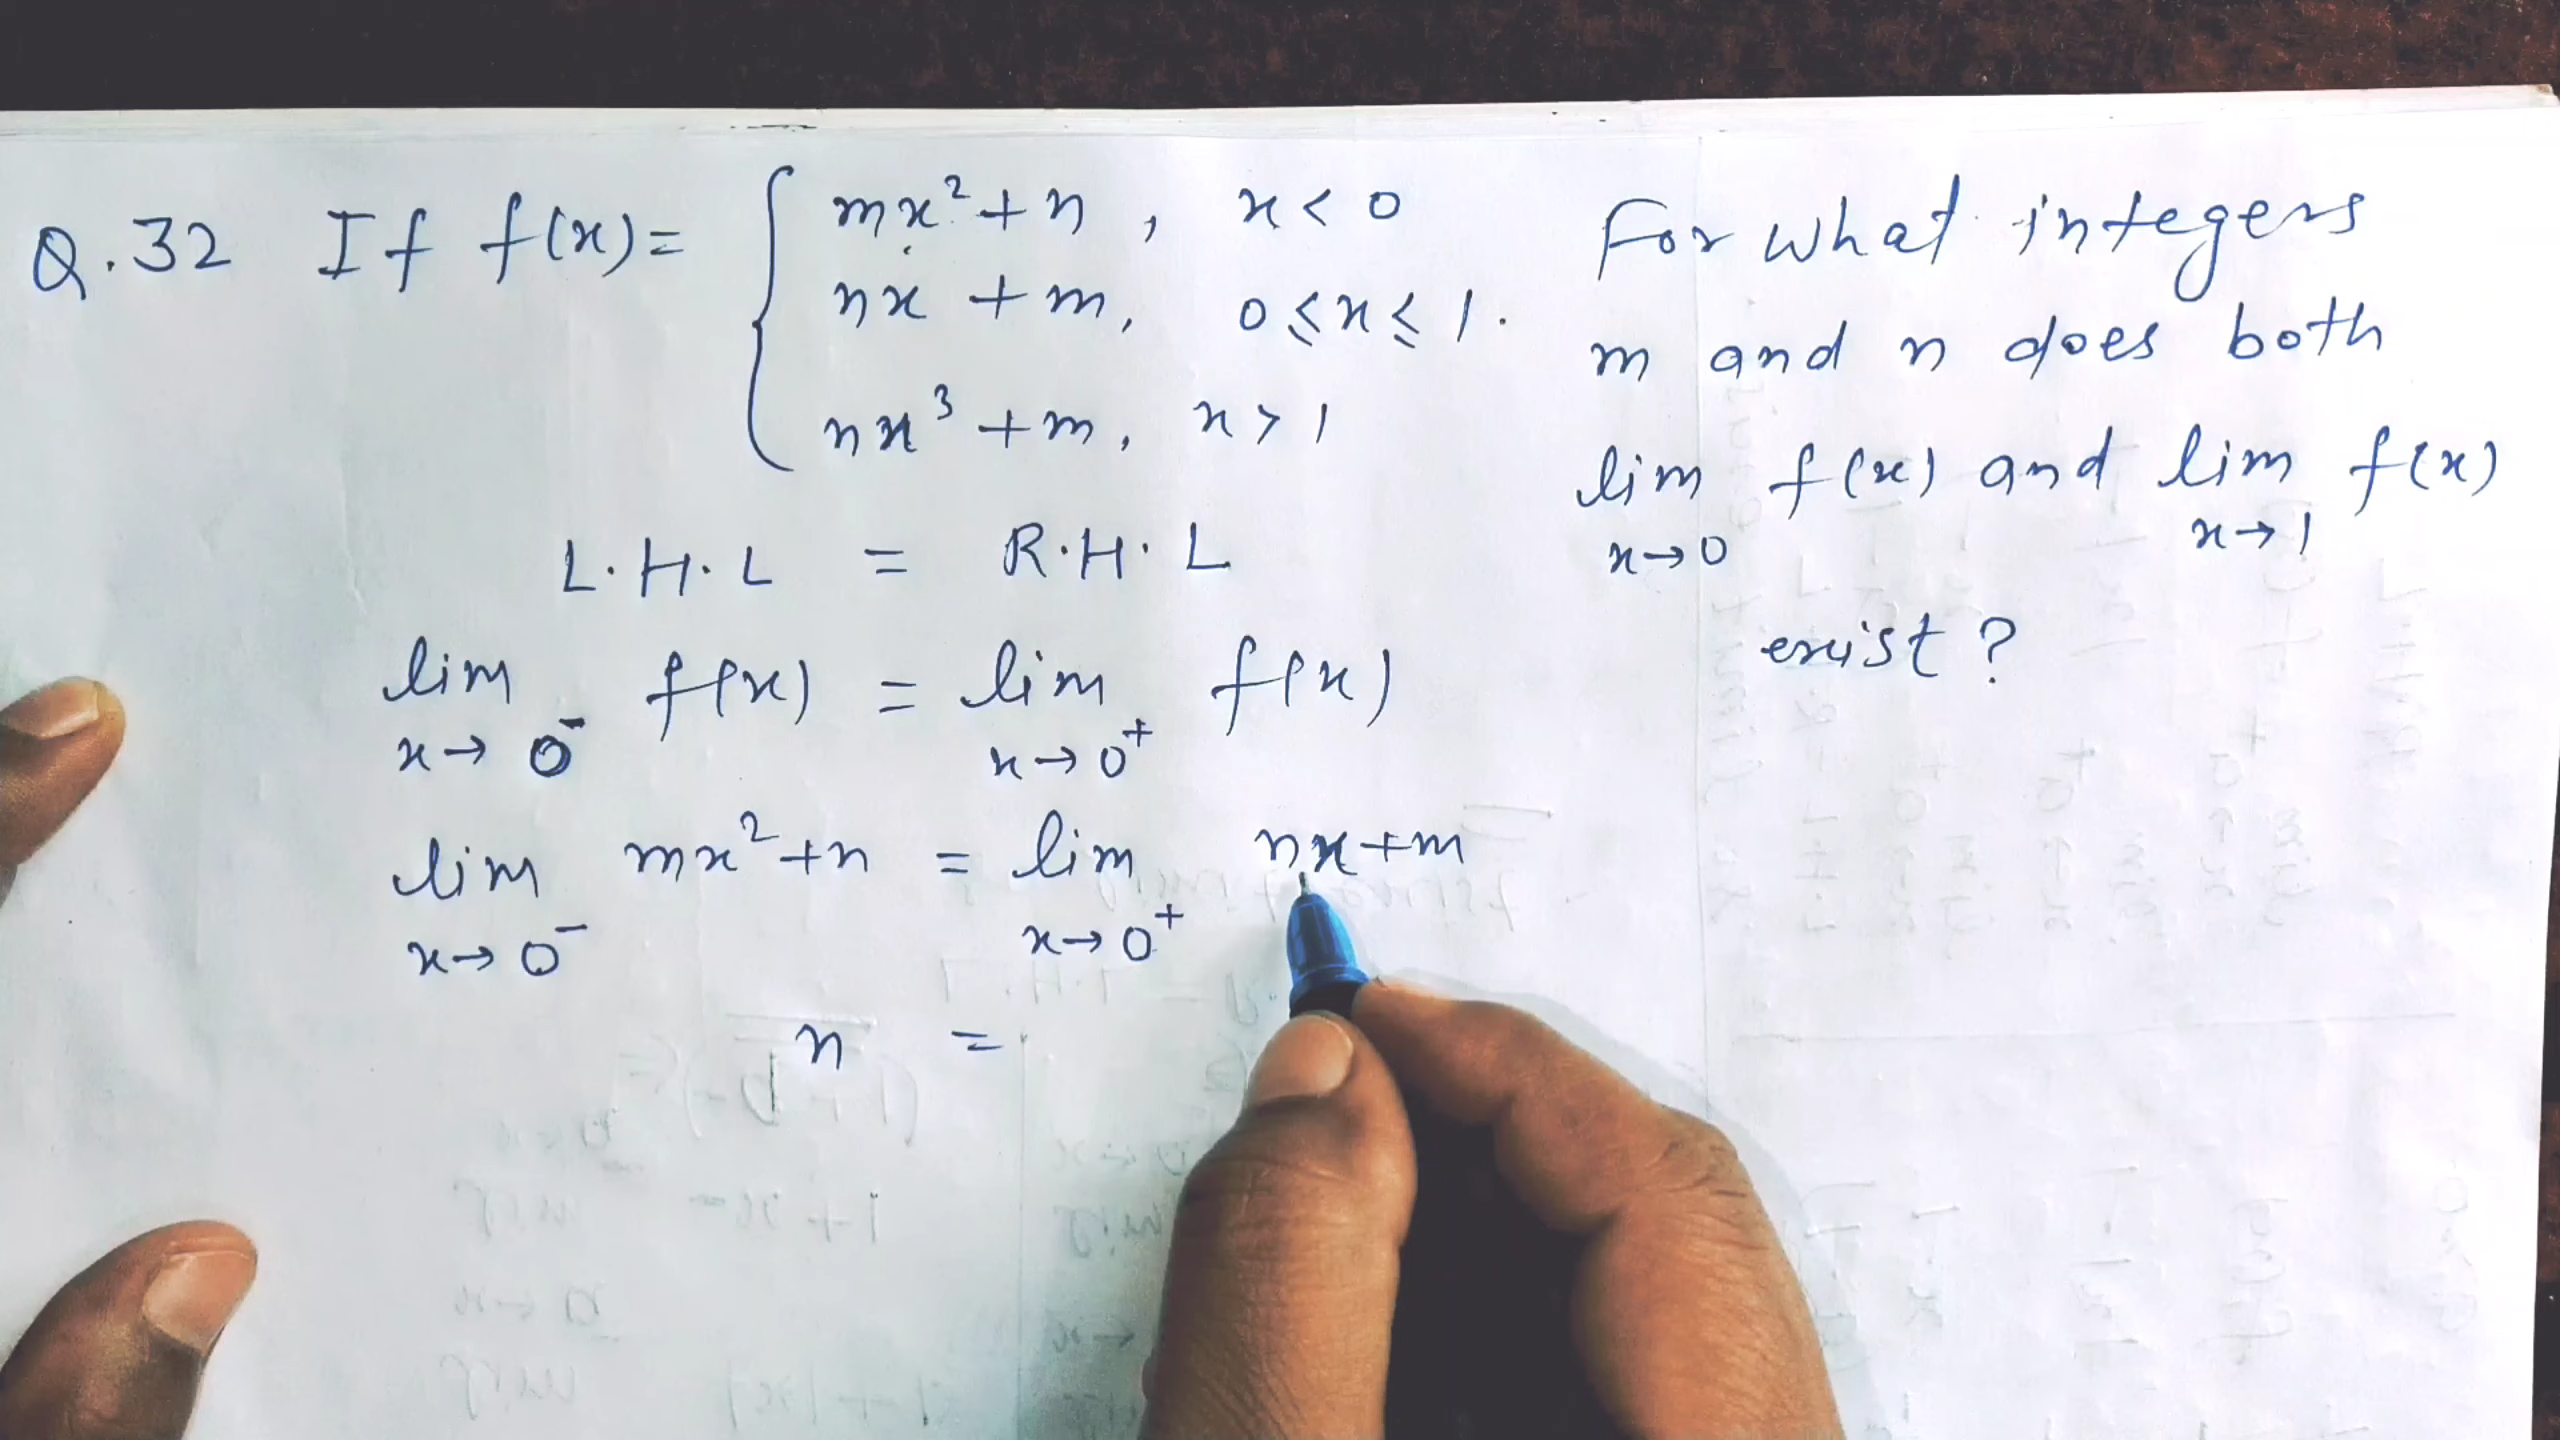 Q.32 If f(x)= { mx²+n , x<0
nx +m, 0≤x≤1.
nx³+m, x>1
For what integers
m and n does both
lim f(x) and lim f(x)
x→0 x→1
exist?
L.H.L = R.H.L
lim f(x) = lim f(x)
x→0⁻ x→0⁺
lim mx²+n = lim nx+m
x→0⁻ x→0⁺
n =